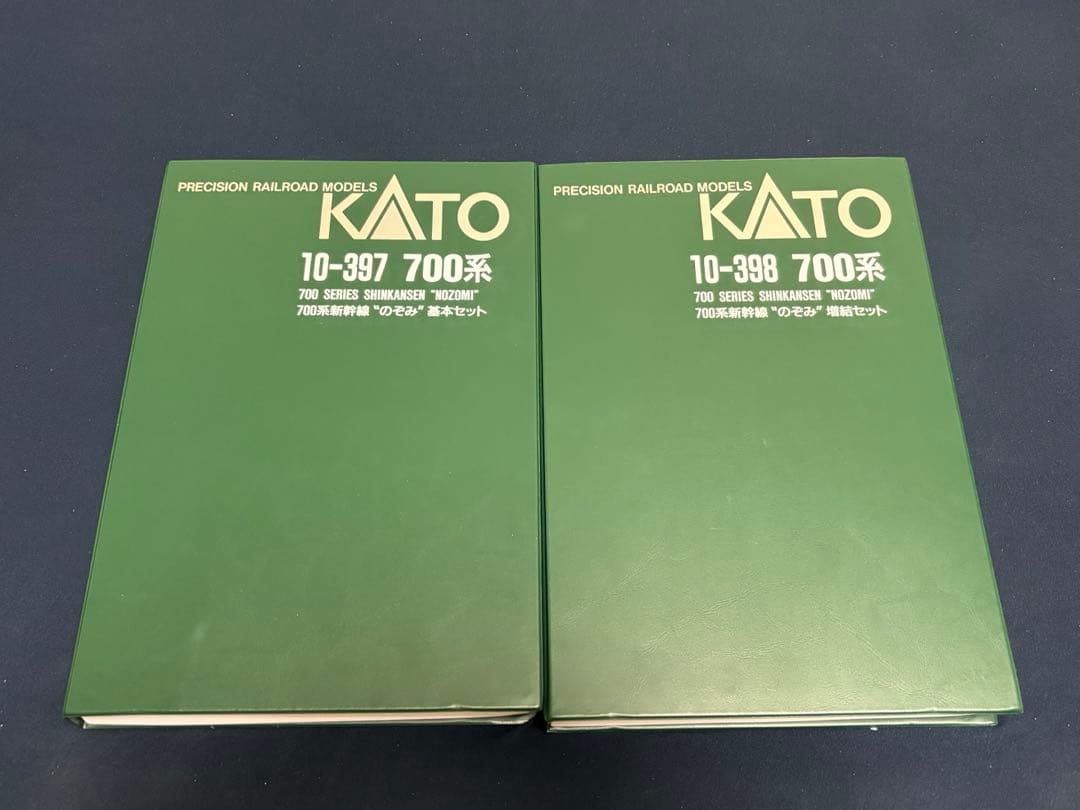 PRECISION RAILROAD MODELS
KATO
10-397 700系
700 SERIES SHINKANSEN "NOZOMI"
700系新幹線"のぞみ"基本セット
PRECISION RAILROAD MODELS
KATO
10-398 700系
700 SERIES SHINKANSEN "NOZOMI"
700系新幹線"のぞみ"増結セット